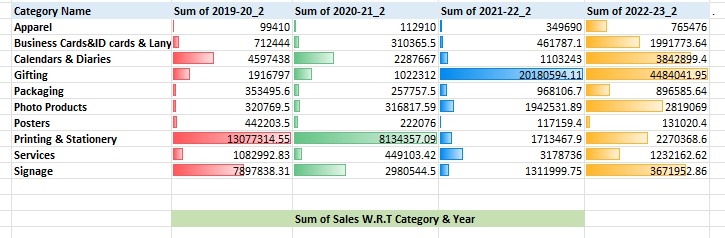 Category Name Sum of 2019-20_2 Sum of 2020-21_2 Sum of 2021-22_2 Sum of 2022-23_2
Apparel 99410 112910 349690 765476
Business Cards&ID cards & Lany 712444 310365.5 461787.1 1991773.64
Calendars & Diaries 4597438 2287667 1103243 3842899.4
Gifting 1916797 1022312 20180594.11 4484041.95
Packaging 353495.6 257757.5 968106.7 896585.64
Photo Products 320769.5 316817.59 1942531.89 2819069
Posters 442203.5 222076 117159.4 131020.4
Printing & Stationery 13077314.55 8134357.09 1713467.9 2270368.6
Services 1082992.83 449103.42 3178736 1232162.62
Signage 7897838.31 2980544.5 1311999.75 3671952.86
Sum of Sales W.R.T Category & Year